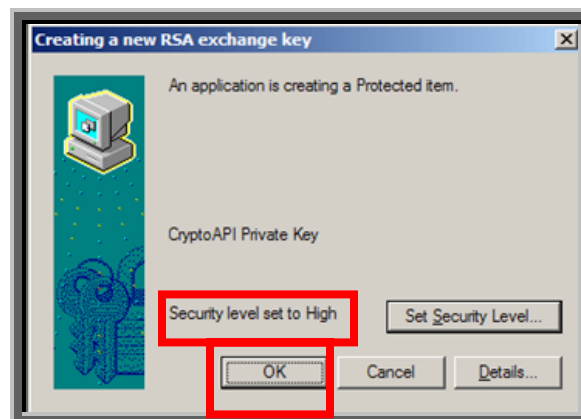 Creating a new RSA exchange key
An application is creating a Protected item.
CryptoAPI Private Key
Security level set to High
Set Security Level...
OK
Cancel
Details...